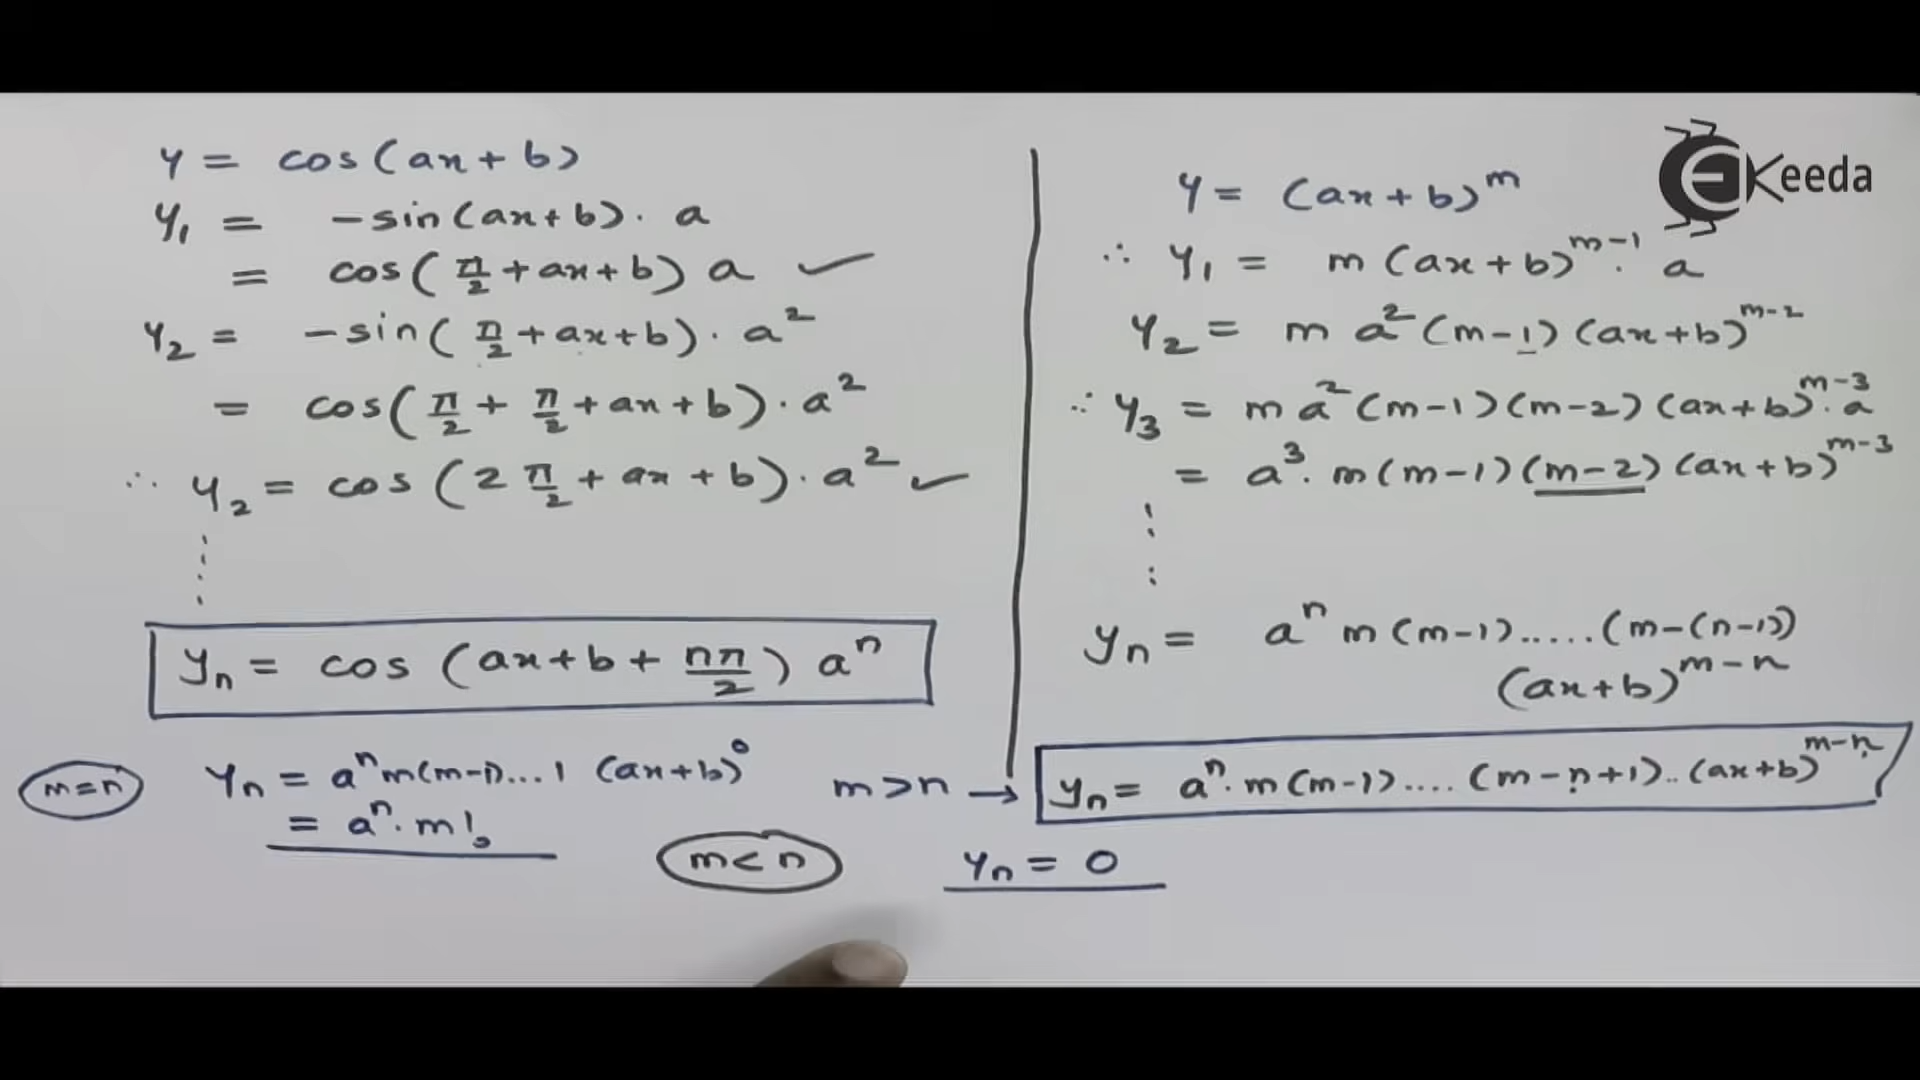 y = cos(ax+b)
y₁ = -sin(ax+b). a
= cos(π/2 + ax+b) a ✓
y₂ = -sin(π/2 + ax+b). a²
= cos(π/2 + π/2 + ax+b). a²
∴ y₂ = cos(2 π/2 + ax+b). a² ✓
yₙ = cos(ax+b+ nπ/2) aⁿ
m=n yₙ = aⁿ m(m-1)...1 (ax+b)⁰
= aⁿ. m!
m<n yₙ = 0
EKeeda
y = (ax+b)^m
∴ y₁ = m(ax+b)^m-1. a
y₂ = m a² (m-1) (ax+b)^m-2
∴ y₃ = m a² (m-1)(m-2) (ax+b)^m-3. a
= a³. m(m-1)(m-2)(ax+b)^m-3
yₙ = aⁿ m(m-1).....(m-(n-1))
(ax+b)^m-n
m>n → yₙ = aⁿ. m(m-1)....(m-n+1)..(ax+b)^m-n